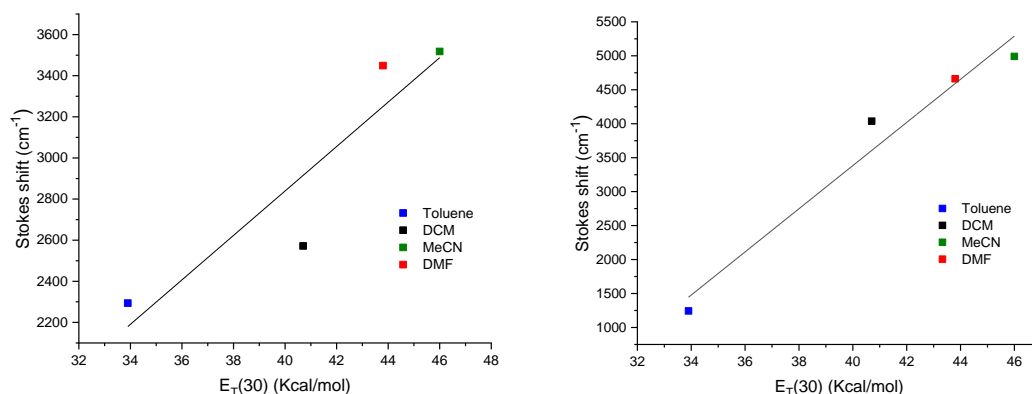 3600
3400
3200
3000
2800
2600
2400
2200
Stokes shift (cm⁻¹)
Toluene
DCM
MeCN
DMF
32 34 36 38 40 42 44 46 48
E_T(30) (Kcal/mol)
5500
5000
4500
4000
3500
3000
2500
2000
1500
1000
Stokes shift (cm⁻¹)
Toluene
DCM
MeCN
DMF
32 34 36 38 40 42 44 46
E_T(30) (Kcal/mol)